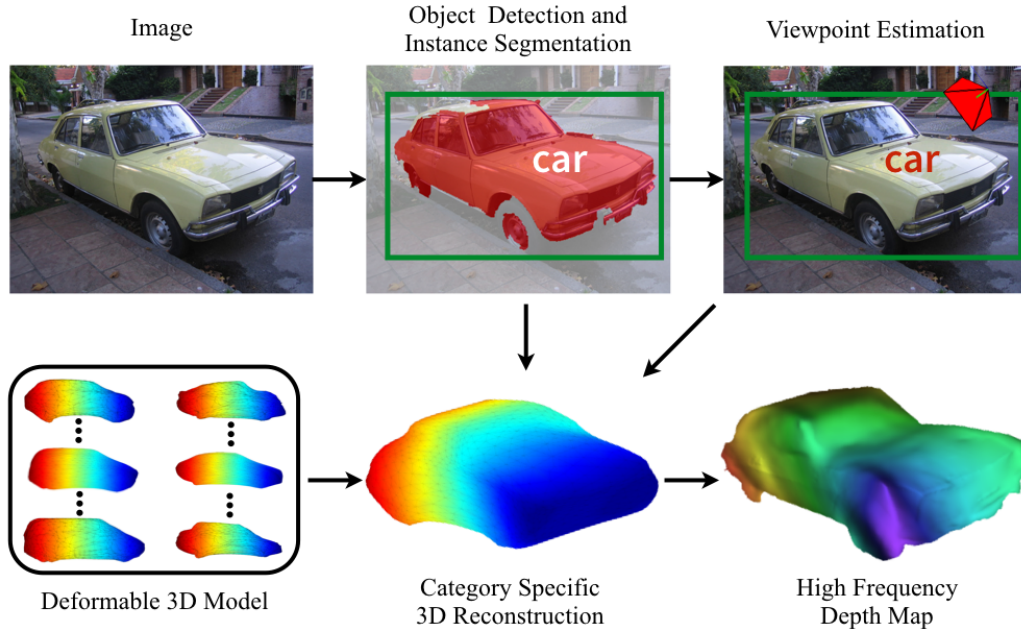 Image
Object Detection and
Instance Segmentation
Viewpoint Estimation
car
car
Deformable 3D Model
Category Specific
3D Reconstruction
High Frequency
Depth Map